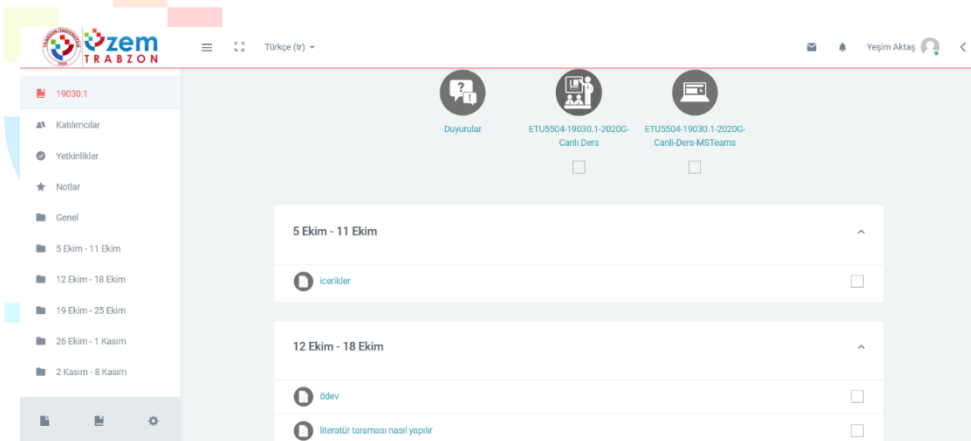 Üzem
TRABZON
Türkçe (tr)
Yeşim Aktaş
19030.1
Katılımcılar
Yetkinlikler
Notlar
Genel
5 Ekim - 11 Ekim
12 Ekim - 18 Ekim
19 Ekim - 25 Ekim
26 Ekim - 1 Kasım
2 Kasım - 8 Kasım
Duyurular
ETU5504-19030.1-2020G-
Canlı Ders
ETU5504-19030.1-2020G-
Canli-Ders-MSTeams
5 Ekim - 11 Ekim
icerikler
12 Ekim - 18 Ekim
ödev
literatür taraması nasıl yapılır